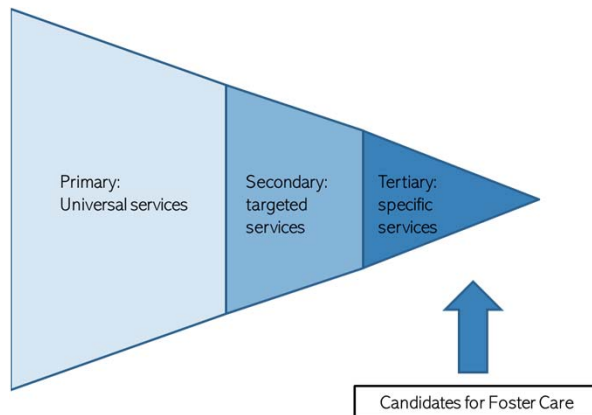 Primary:
Universal services
Secondary:
targeted
services
Tertiary:
specific
services
Candidates for Foster Care